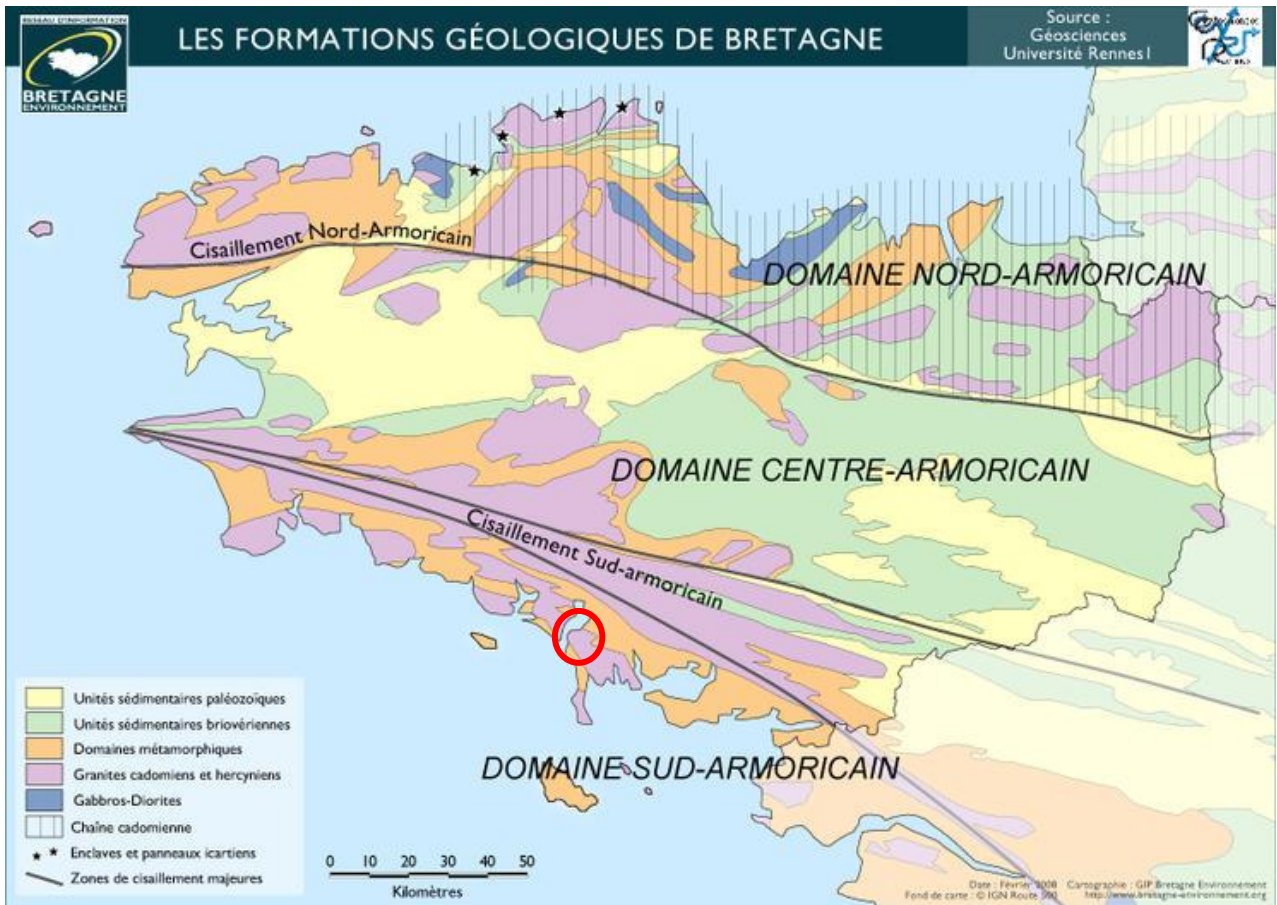 RESEAU D'INFORMATION
BRETAGNE
ENVIRONNEMENT
LES FORMATIONS GÉOLOGIQUES DE BRETAGNE
Source :
Géosciences
Université Rennes I
Cisaillement Nord-Armoricain
DOMAINE NORD-ARMORICAIN
DOMAINE CENTRE-ARMORICAIN
Cisaillement Sud-armoricain
DOMAINE SUD-ARMORICAIN
Unités sédimentaires paléozoïques
Unités sédimentaires briovériennes
Domaines métamorphiques
Granites cadomiens et hercyniens
Gabbros-Diorites
Chaîne cadomienne
Enclaves et panneaux icartiens
Zones de cisaillement majeures
0 10 20 30 40 50
Kilomètres
Date : Février 2008 Cartographie : GIP Bretagne Environnement
Fond de carte : © IGN Route 500 http://www.bretagne-environnement.org